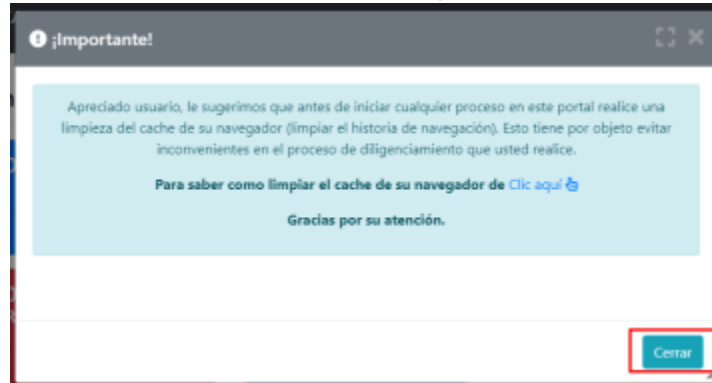 ¡Importante!
Apreciado usuario, le sugerimos que antes de iniciar cualquier proceso en este portal realice una
limpieza del cache de su navegador (limpiar el historia de navegación). Esto tiene por objeto evitar
inconvenientes en el proceso de diligenciamiento que usted realice.
Para saber como limpiar el cache de su navegador de Clic aquí
Gracias por su atención.
Cerrar